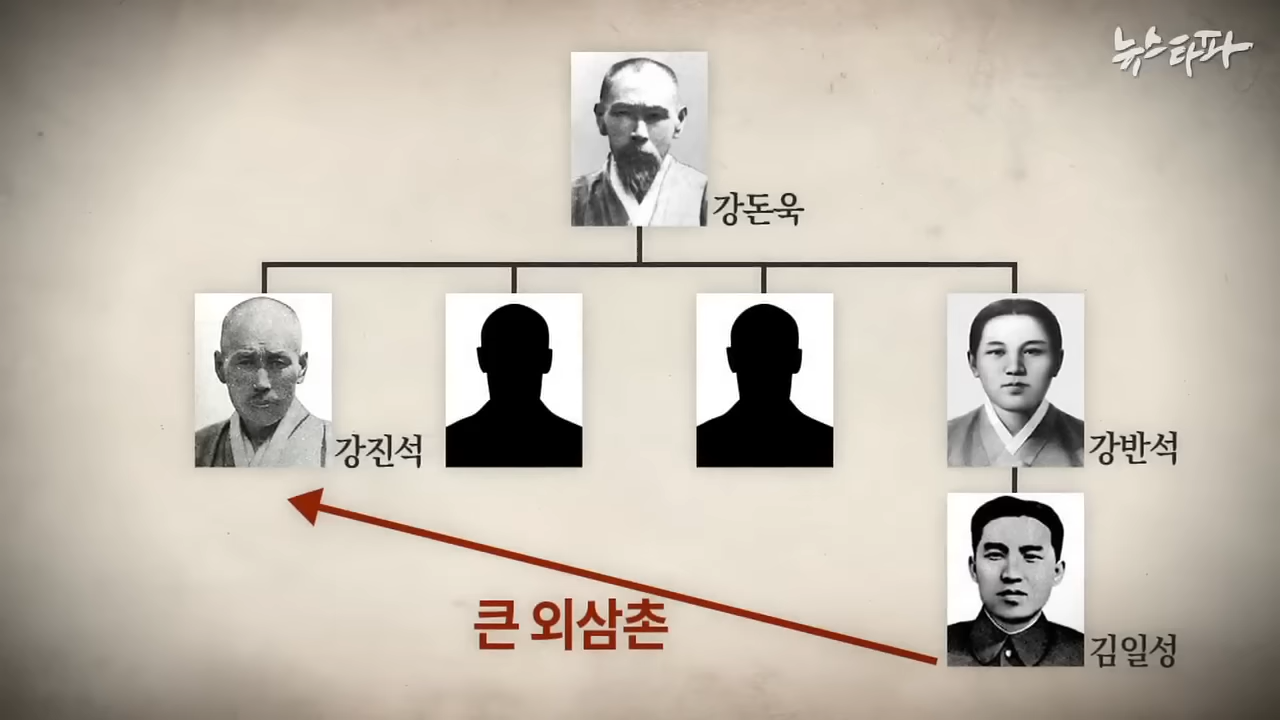 뉴스타파
강돈욱
강진석
강반석
큰 외삼촌
김일성